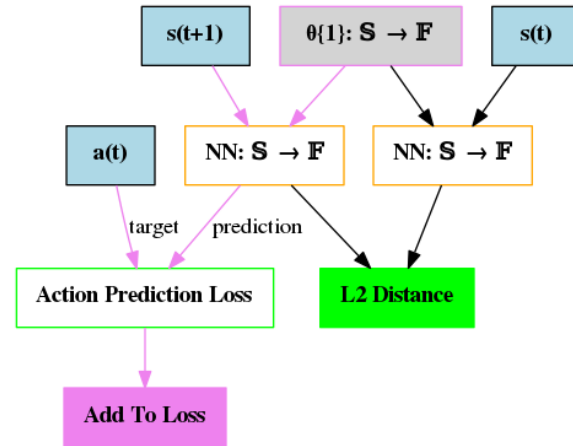 s(t+1)
θ{1}: 𝕊 → 𝔽
s(t)
a(t)
NN: 𝕊 → 𝔽
NN: 𝕊 → 𝔽
target
prediction
Action Prediction Loss
L2 Distance
Add To Loss